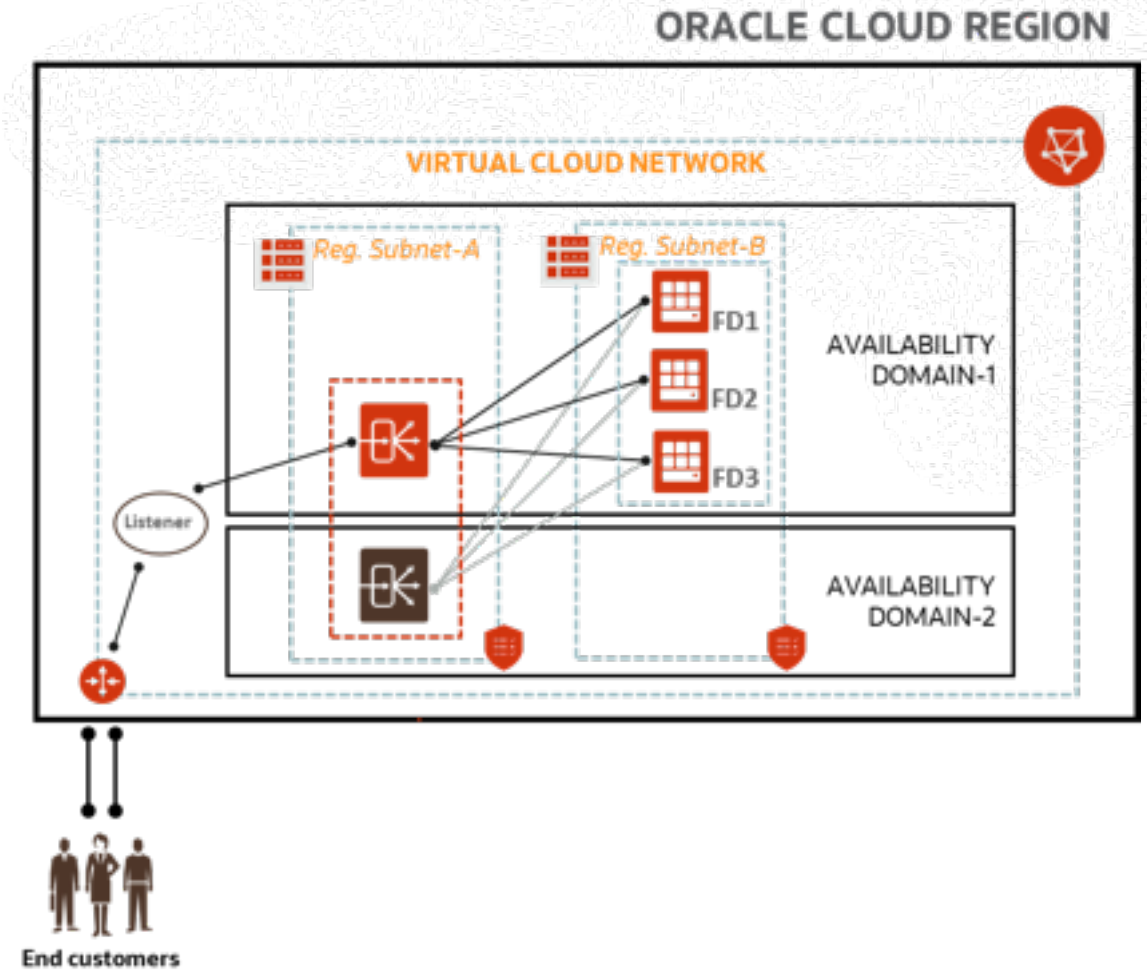 ORACLE CLOUD REGION
VIRTUAL CLOUD NETWORK
Reg. Subnet-A
Reg. Subnet-B
FD1
AVAILABILITY
DOMAIN-1
FD2
FD3
Listener
AVAILABILITY
DOMAIN-2
End customers